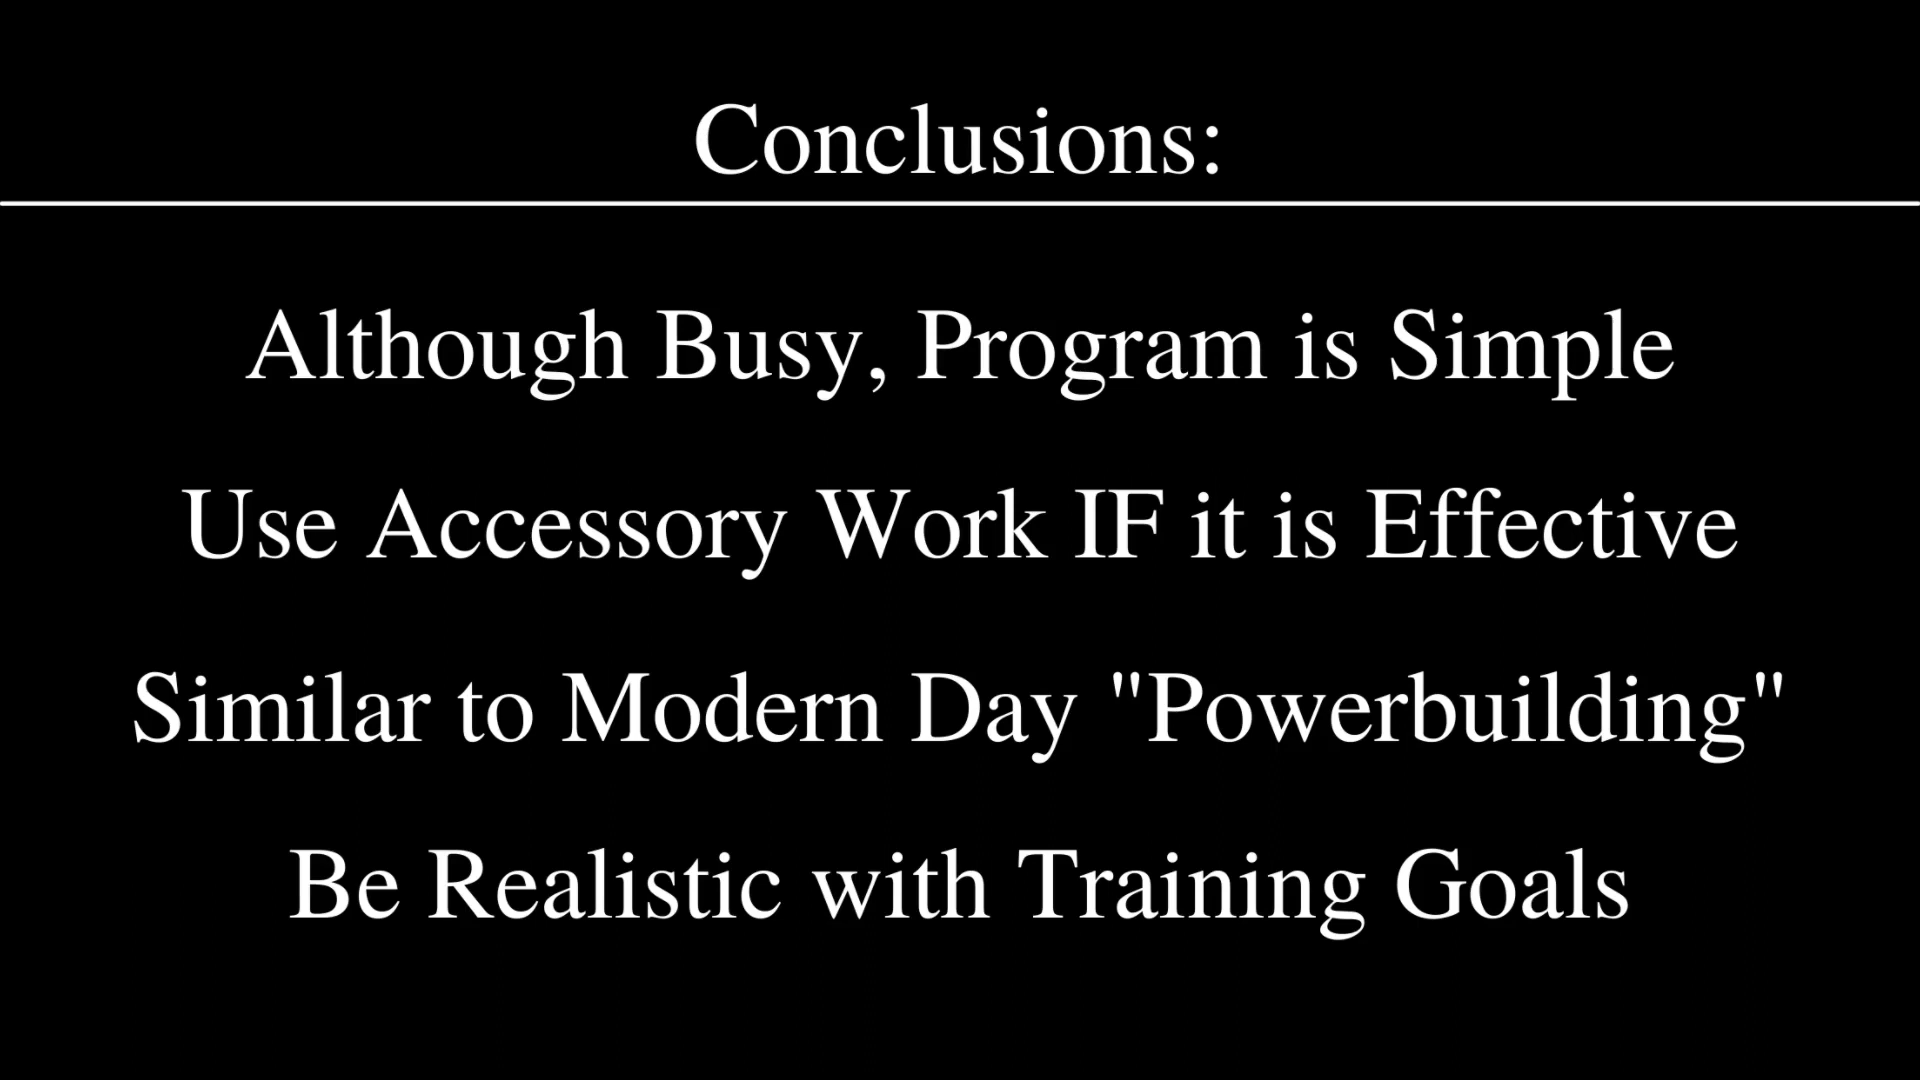 Conclusions:
Although Busy, Program is Simple
Use Accessory Work IF it is Effective
Similar to Modern Day "Powerbuilding"
Be Realistic with Training Goals